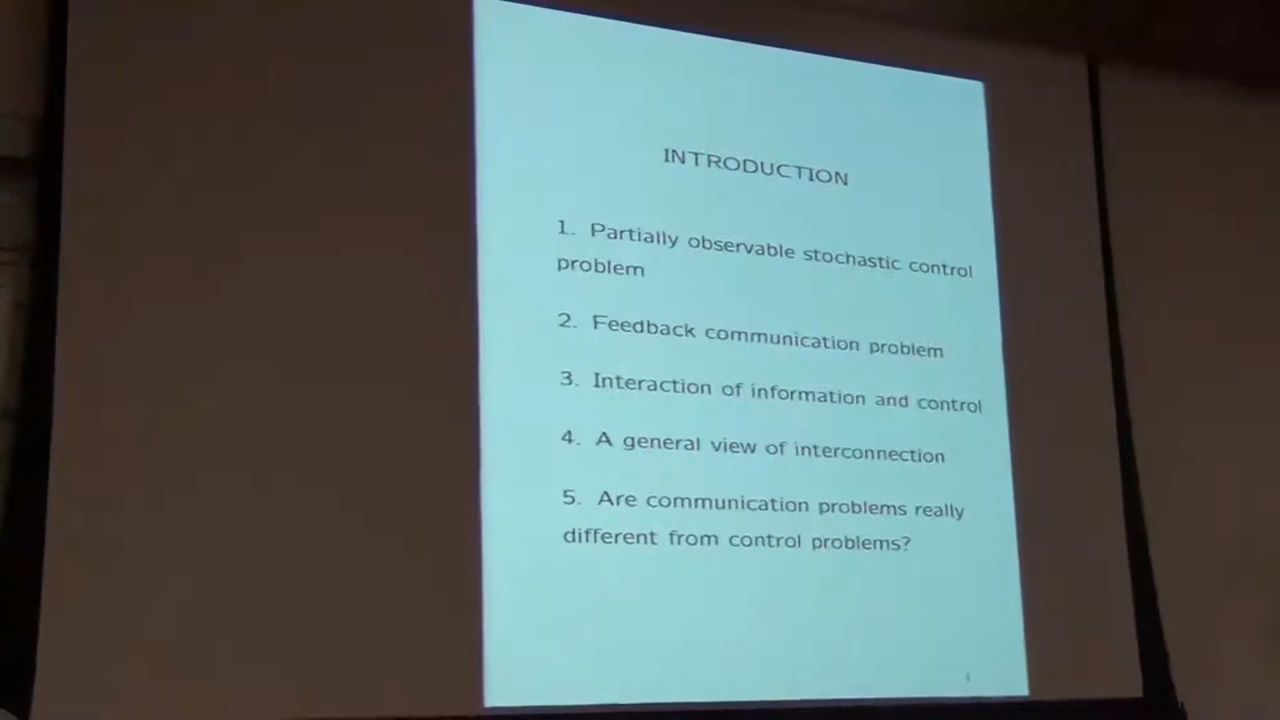 INTRODUCTION
1. Partially observable stochastic control
problem
2. Feedback communication problem
3. Interaction of information and control
4. A general view of interconnection
5. Are communication problems really
different from control problems?
1